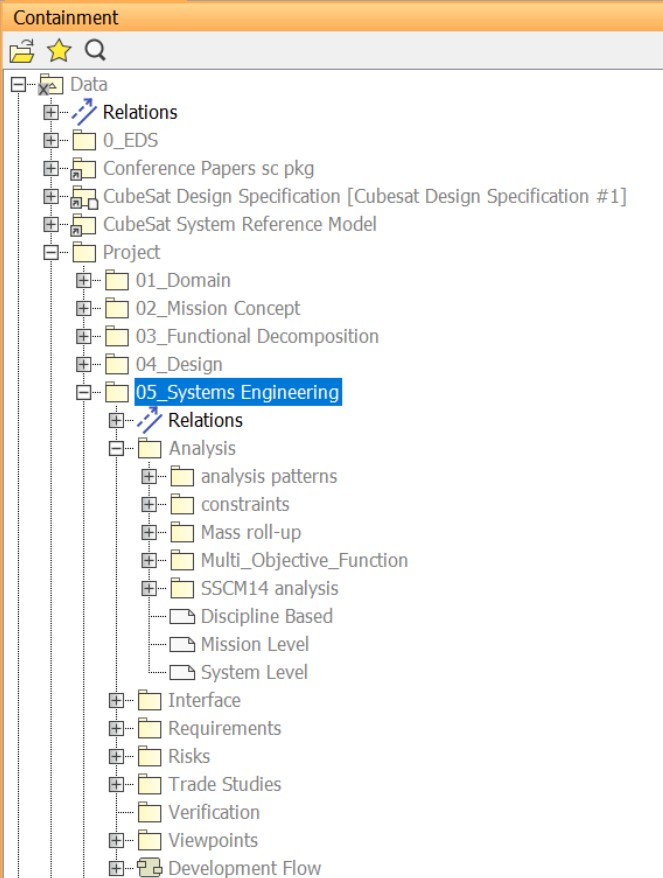 Containment
Data
Relations
0_EDS
Conference Papers sc pkg
CubeSat Design Specification [Cubesat Design Specification #1]
CubeSat System Reference Model
Project
01_Domain
02_Mission Concept
03_Functional Decomposition
04_Design
05_Systems Engineering
Relations
Analysis
analysis patterns
constraints
Mass roll-up
Multi_Objective_Function
SSCM14 analysis
Discipline Based
Mission Level
System Level
Interface
Requirements
Risks
Trade Studies
Verification
Viewpoints
Development Flow